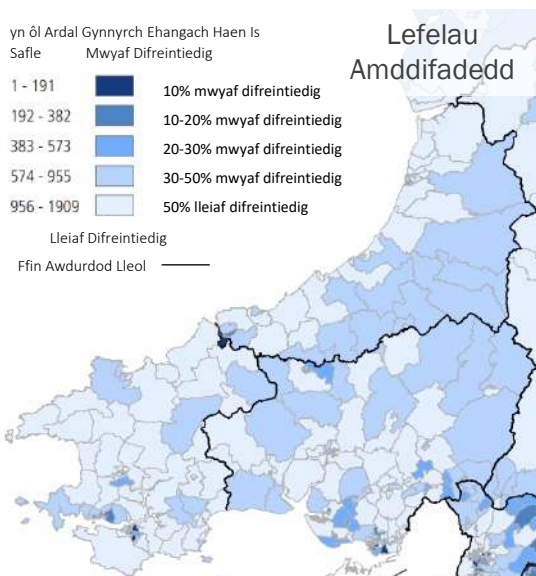 Lefelau
Amddifadedd
yn ôl Ardal Gynnyrch Ehangach Haen Is
Safle Mwyaf Difreintiedig
1 - 191 10% mwyaf difreintiedig
192 - 382 10-20% mwyaf difreintiedig
383 - 573 20-30% mwyaf difreintiedig
574 - 955 30-50% mwyaf difreintiedig
956 - 1909 50% lleiaf difreintiedig
Lleiaf Difreintiedig
Ffin Awdurdod Lleol